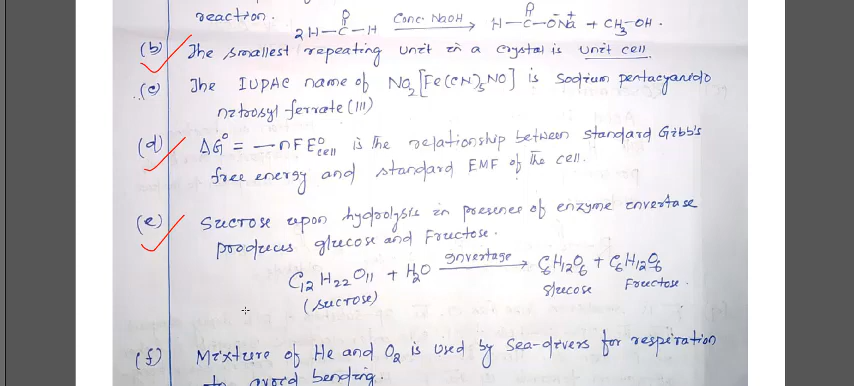 reaction. 2H-C-H Conc. NaOH → H-C-ONa + CH3-OH.
(b) The smallest repeating unit in a crystal is unit cell.
(c) The IUPAC name of NO2[Fe(CN)5NO] is Sodium pentacyanido
nitrosyl ferrate (III)
(d) ΔG° = -nFE°cell is the relationship between standard Gibb's
free energy and standard EMF of the cell.
(e) Sucrose upon hydrolysis in presence of enzyme envertase
produces glucose and Fructose.
C12H22O11 + H2O Invertase → C6H12O6 + C6H12O6
(sucrose) glucose Fructose.
(f) Mixture of He and O2 is used by Sea-drivers for respiration
to avoid bending.